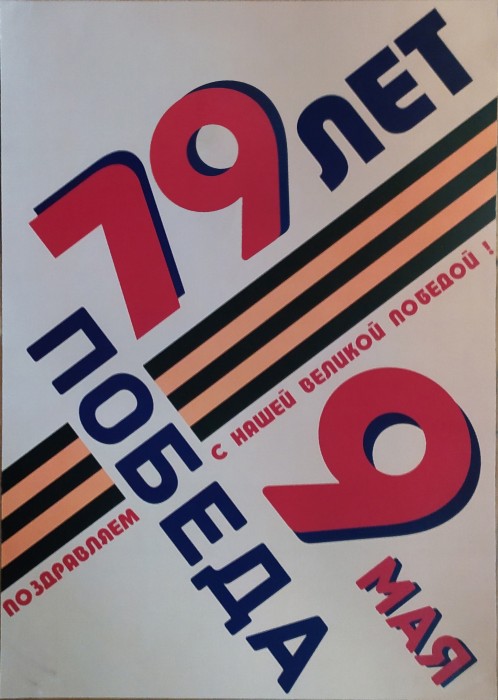 79 ЛЕТ
ПОБЕДА
ПОЗДРАВЛЯЕМ С НАШЕЙ ВЕЛИКОЙ ПОБЕДОЙ !
9
МАЯ